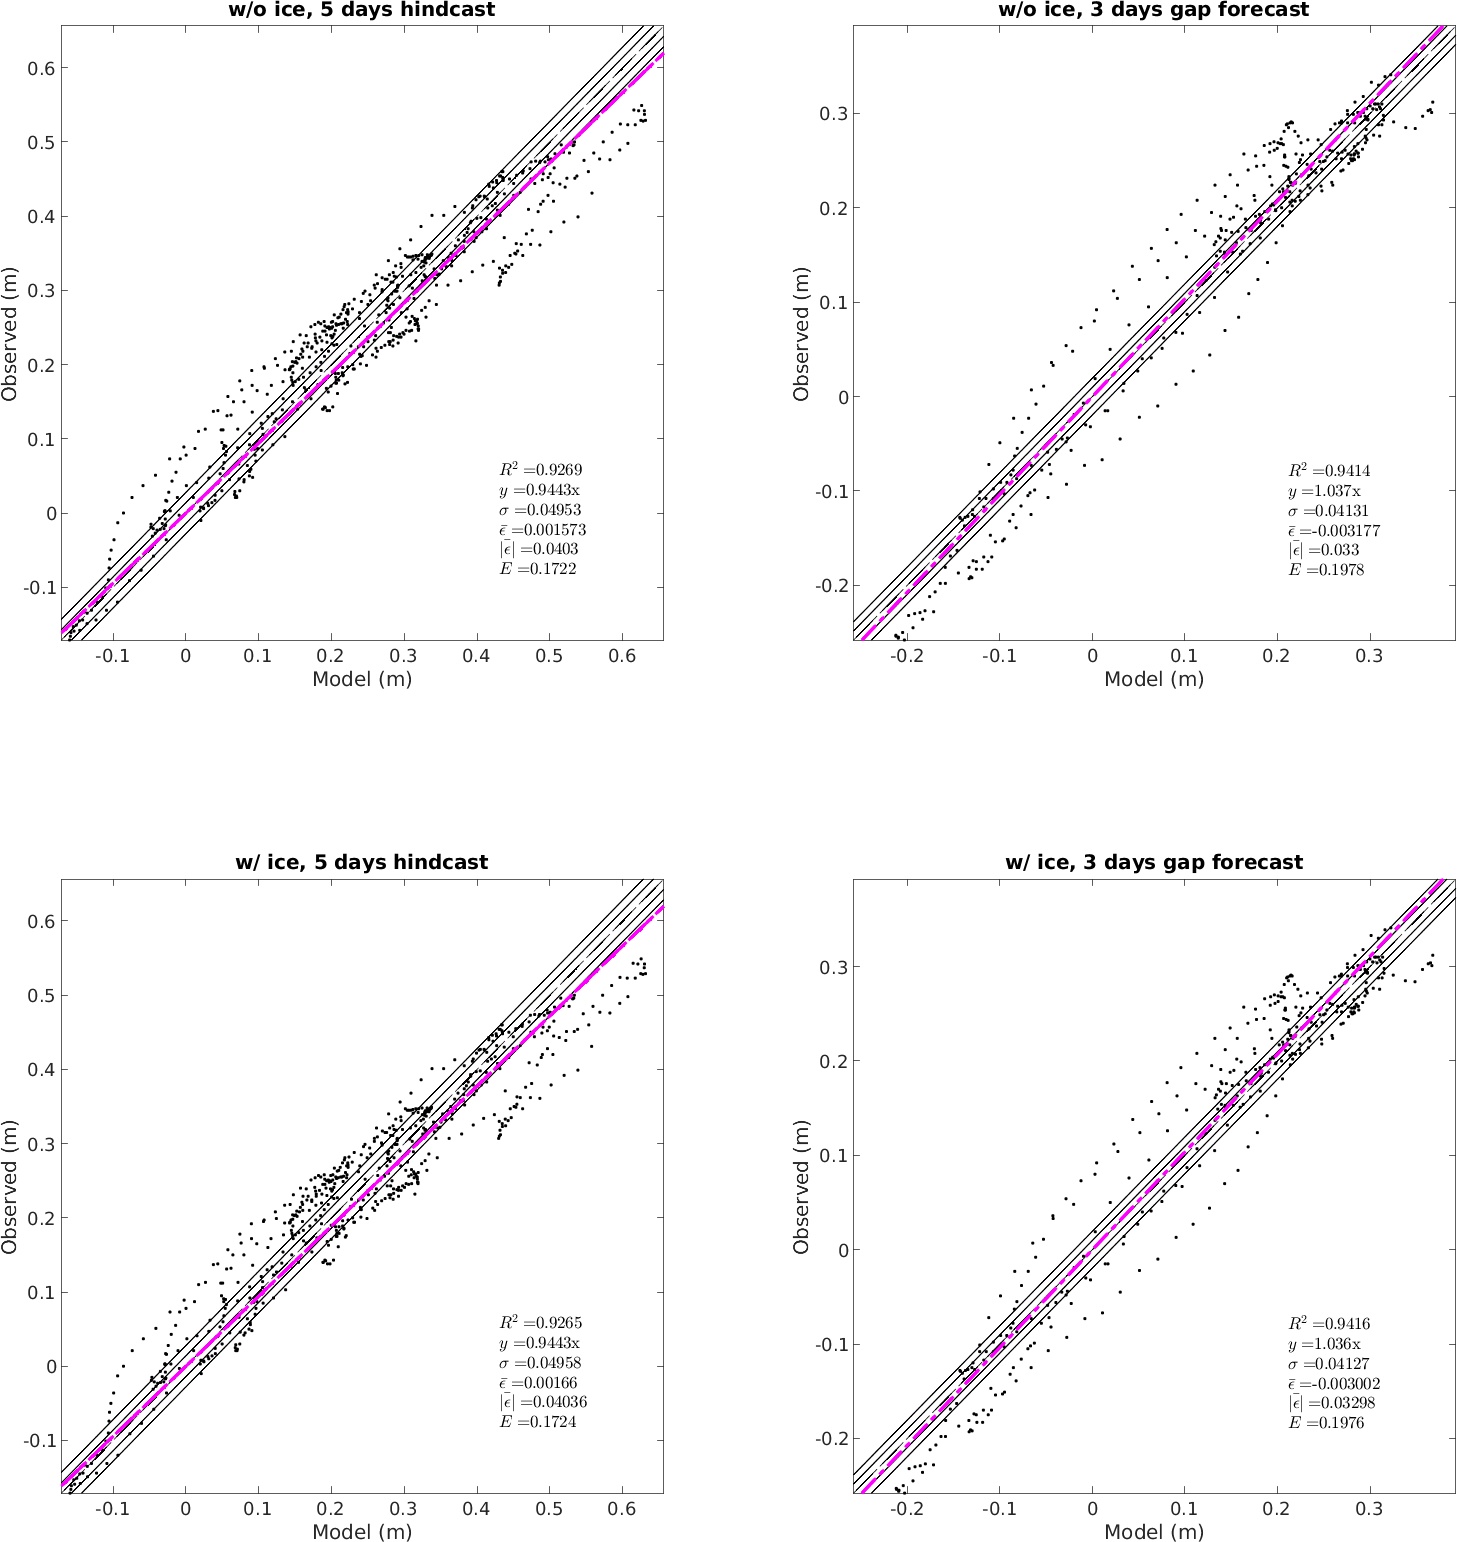 w/o ice, 5 days hindcast
0.6
0.5
0.4
0.3
0.2
0.1
0
-0.1
Observed (m)
R² =0.9269
y =0.9443x
σ =0.04953
ϵ̄ =0.001573
|ϵ̄| =0.0403
E =0.1722
-0.1 0 0.1 0.2 0.3 0.4 0.5 0.6
Model (m)
w/o ice, 3 days gap forecast
0.3
0.2
0.1
0
-0.1
-0.2
Observed (m)
R² =0.9414
y =1.037x
σ =0.04131
ϵ̄ =-0.003177
|ϵ̄| =0.033
E =0.1978
-0.2 -0.1 0 0.1 0.2 0.3
Model (m)
w/ ice, 5 days hindcast
0.6
0.5
0.4
0.3
0.2
0.1
0
-0.1
Observed (m)
R² =0.9265
y =0.9443x
σ =0.04958
ϵ̄ =0.00166
|ϵ̄| =0.04036
E =0.1724
-0.1 0 0.1 0.2 0.3 0.4 0.5 0.6
Model (m)
w/ ice, 3 days gap forecast
0.3
0.2
0.1
0
-0.1
-0.2
Observed (m)
R² =0.9416
y =1.036x
σ =0.04127
ϵ̄ =-0.003002
|ϵ̄| =0.03298
E =0.1976
-0.2 -0.1 0 0.1 0.2 0.3
Model (m)